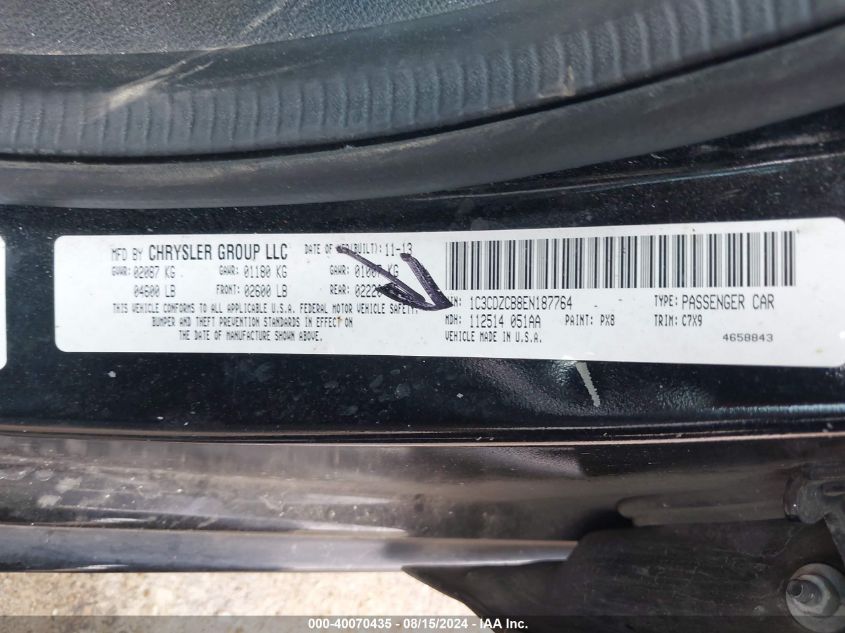 MFD BY CHRYSLER GROUP LLC DATE OF MFD(BUILT): 11-13
GVWR: 02087 KG GAWR: 01180 KG GAWR: KG
04600 LB FRONT: 02600 LB REAR:
THIS VEHICLE CONFORMS TO ALL APPLICABLE U.S.A. FEDERAL MOTOR VEHICLE SAFETY,
BUMPER AND THEFT PREVENTION STANDARDS IN EFFECT ON
THE DATE OF MANUFACTURE SHOWN ABOVE.
VIN: 1C3CDZCB8EN187764 TYPE: PASSENGER CAR
MDH: 112514 051AA PAINT: PX8 TRIM: C7X9
VEHICLE MADE IN U.S.A. 4658843
000-40070435 - 08/15/2024 - IAA Inc.